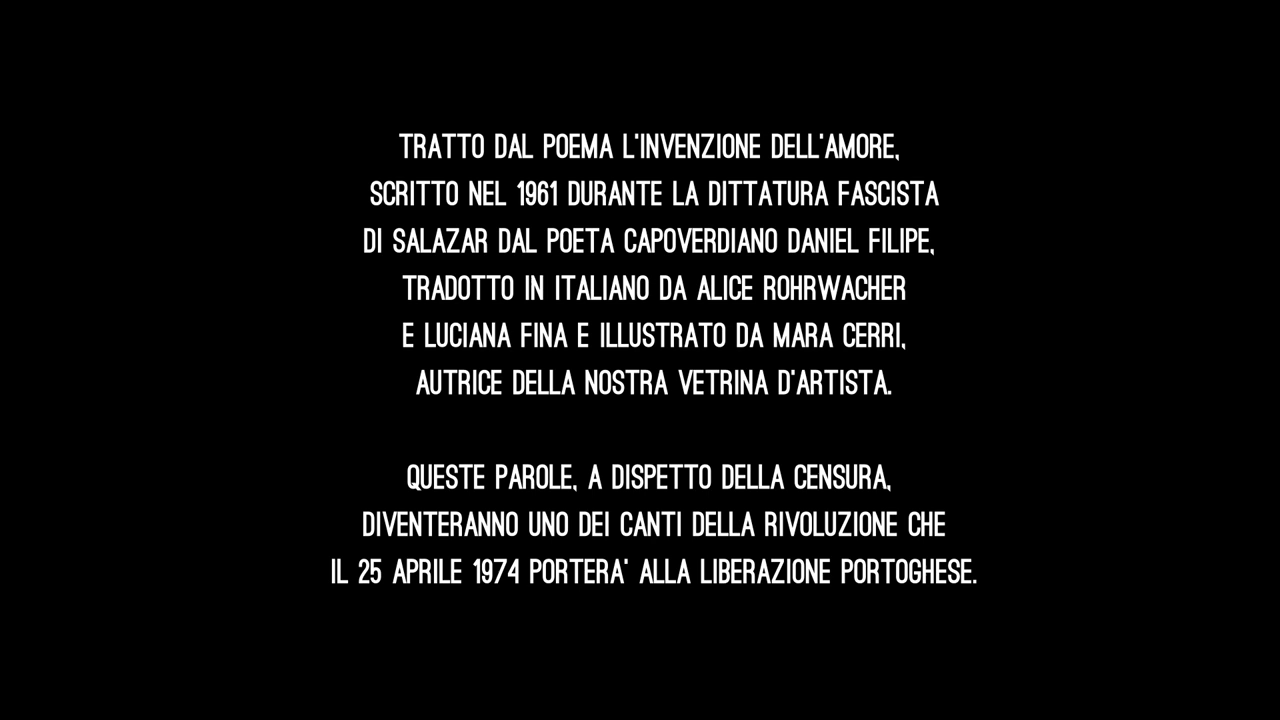 TRATTO DAL POEMA L'INVENZIONE DELL'AMORE,
SCRITTO NEL 1961 DURANTE LA DITTATURA FASCISTA
DI SALAZAR DAL POETA CAPOVERDIANO DANIEL FILIPE,
TRADOTTO IN ITALIANO DA ALICE ROHRWACHER
E LUCIANA FINA E ILLUSTRATO DA MARA CERRI,
AUTRICE DELLA NOSTRA VETRINA D'ARTISTA.
QUESTE PAROLE, A DISPETTO DELLA CENSURA,
DIVENTERANNO UNO DEI CANTI DELLA RIVOLUZIONE CHE
IL 25 APRILE 1974 PORTERA' ALLA LIBERAZIONE PORTOGHESE.